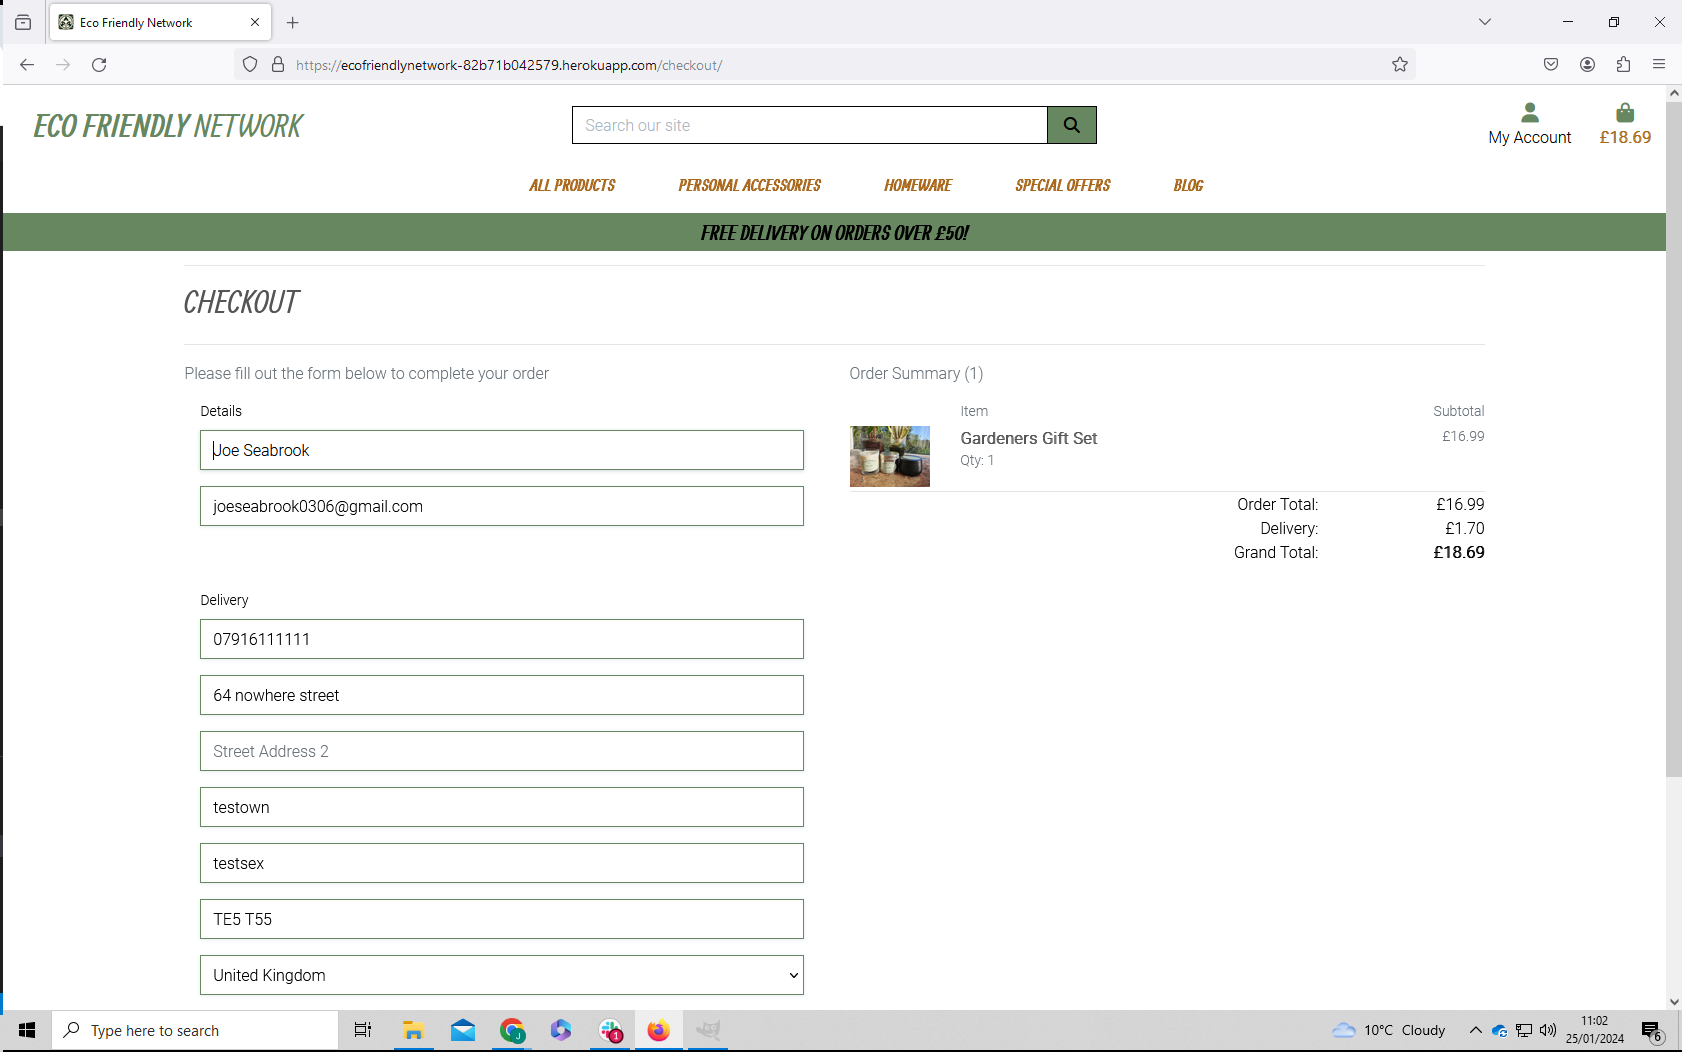 Eco Friendly Network
https://ecofriendlynetwork-82b71b042579.herokuapp.com/checkout/
ECO FRIENDLY NETWORK
Search our site
My Account
£18.69
ALL PRODUCTS
PERSONAL ACCESSORIES
HOMEWARE
SPECIAL OFFERS
BLOG
FREE DELIVERY ON ORDERS OVER £50!
CHECKOUT
Please fill out the form below to complete your order
Details
Joe Seabrook
joeseabrook0306@gmail.com
Delivery
07916111111
64 nowhere street
Street Address 2
testown
testsex
TE5 T55
United Kingdom
Order Summary (1)
Item
Subtotal
Gardeners Gift Set
£16.99
Qty: 1
Order Total:
£16.99
Delivery:
£1.70
Grand Total:
£18.69
Type here to search
J
1
10°C Cloudy
11:02
25/01/2024
6